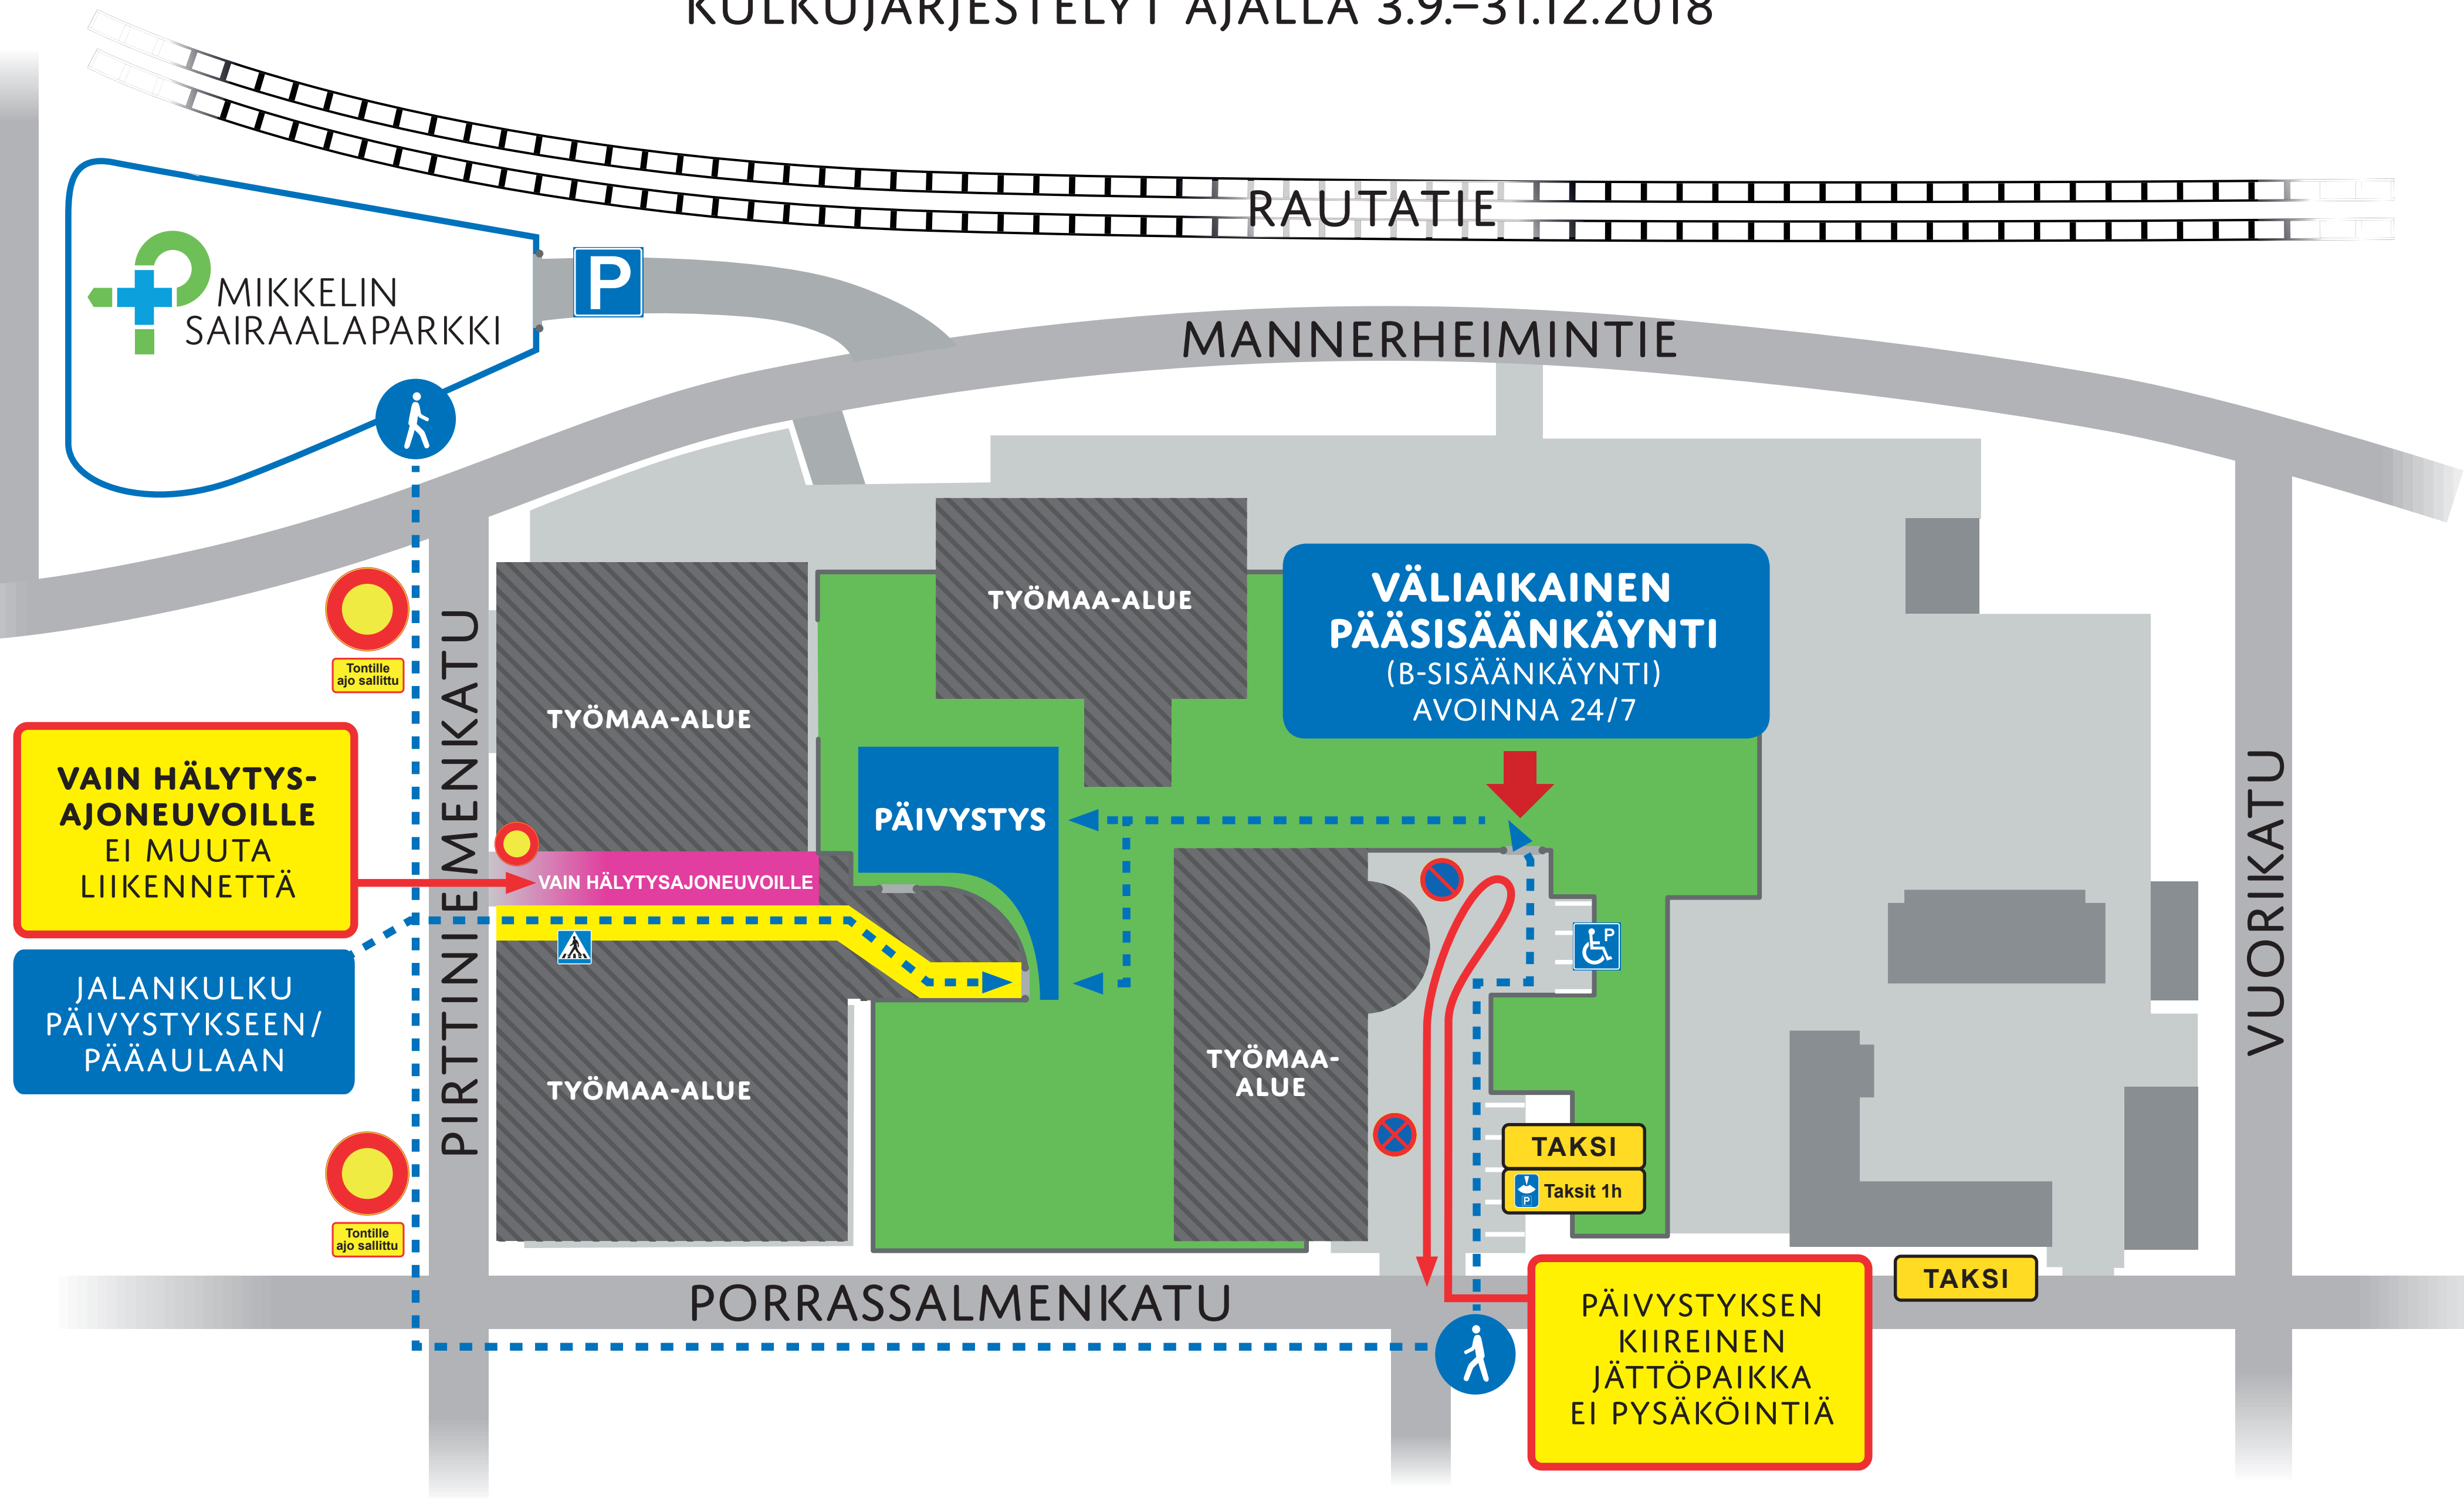 KULKUJÄRJESTELYT AJALLA 3.9.–31.12.2018
RAUTATIE
P
MIKKELIN
SAIRAALAPARKKI
MANNERHEIMINTIE
TYÖMAA-ALUE
VÄLIAIKAINEN
PÄÄSISÄÄNKÄYNTI
(B-SISÄÄNKÄYNTI)
AVOINNA 24/7
Tontille
ajo sallittu
PIRTTINIEMENKATU
TYÖMAA-ALUE
VAIN HÄLYTYS-
AJONEUVOILLE
EI MUUTA
LIIKENNETTÄ
PÄIVYSTYS
VUORIKATU
VAIN HÄLYTYSAJONEUVOILLE
P
JALANKULKU
PÄIVYSTYKSEEN/
PÄÄAULAAN
TYÖMAA-ALUE
TYÖMAA-
ALUE
TAKSI
P
Taksit 1h
Tontille
ajo sallittu
PORRASSALMENKATU
TAKSI
PÄIVYSTYKSEN
KIIREINEN
JÄTTÖPAIKKA
EI PYSÄKÖINTIÄ